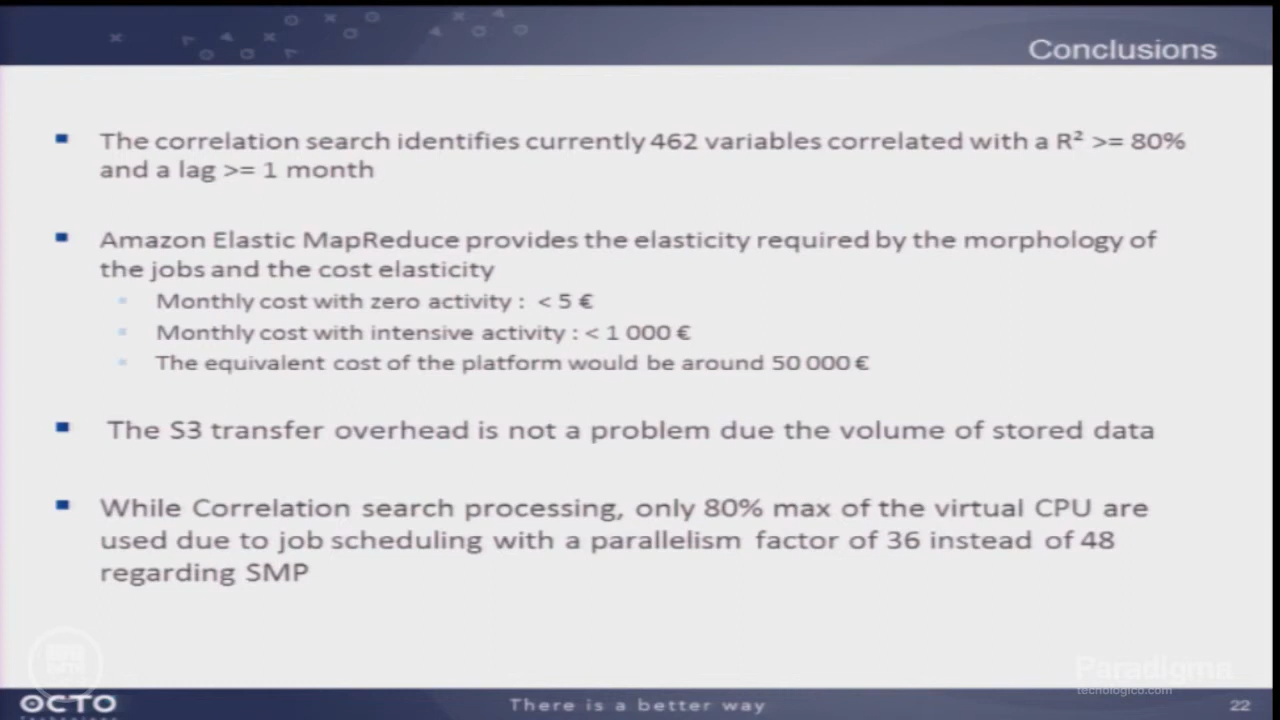 Conclusions
The correlation search identifies currently 462 variables correlated with a R² >= 80%
and a lag >= 1 month
Amazon Elastic MapReduce provides the elasticity required by the morphology of
the jobs and the cost elasticity
Monthly cost with zero activity : < 5 €
Monthly cost with intensive activity : < 1 000 €
The equivalent cost of the platform would be around 50 000 €
The S3 transfer overhead is not a problem due the volume of stored data
While Correlation search processing, only 80% max of the virtual CPU are
used due to job scheduling with a parallelism factor of 36 instead of 48
regarding SMP
Paradigma
tecnologico.com
OCTO
There is a better way
22